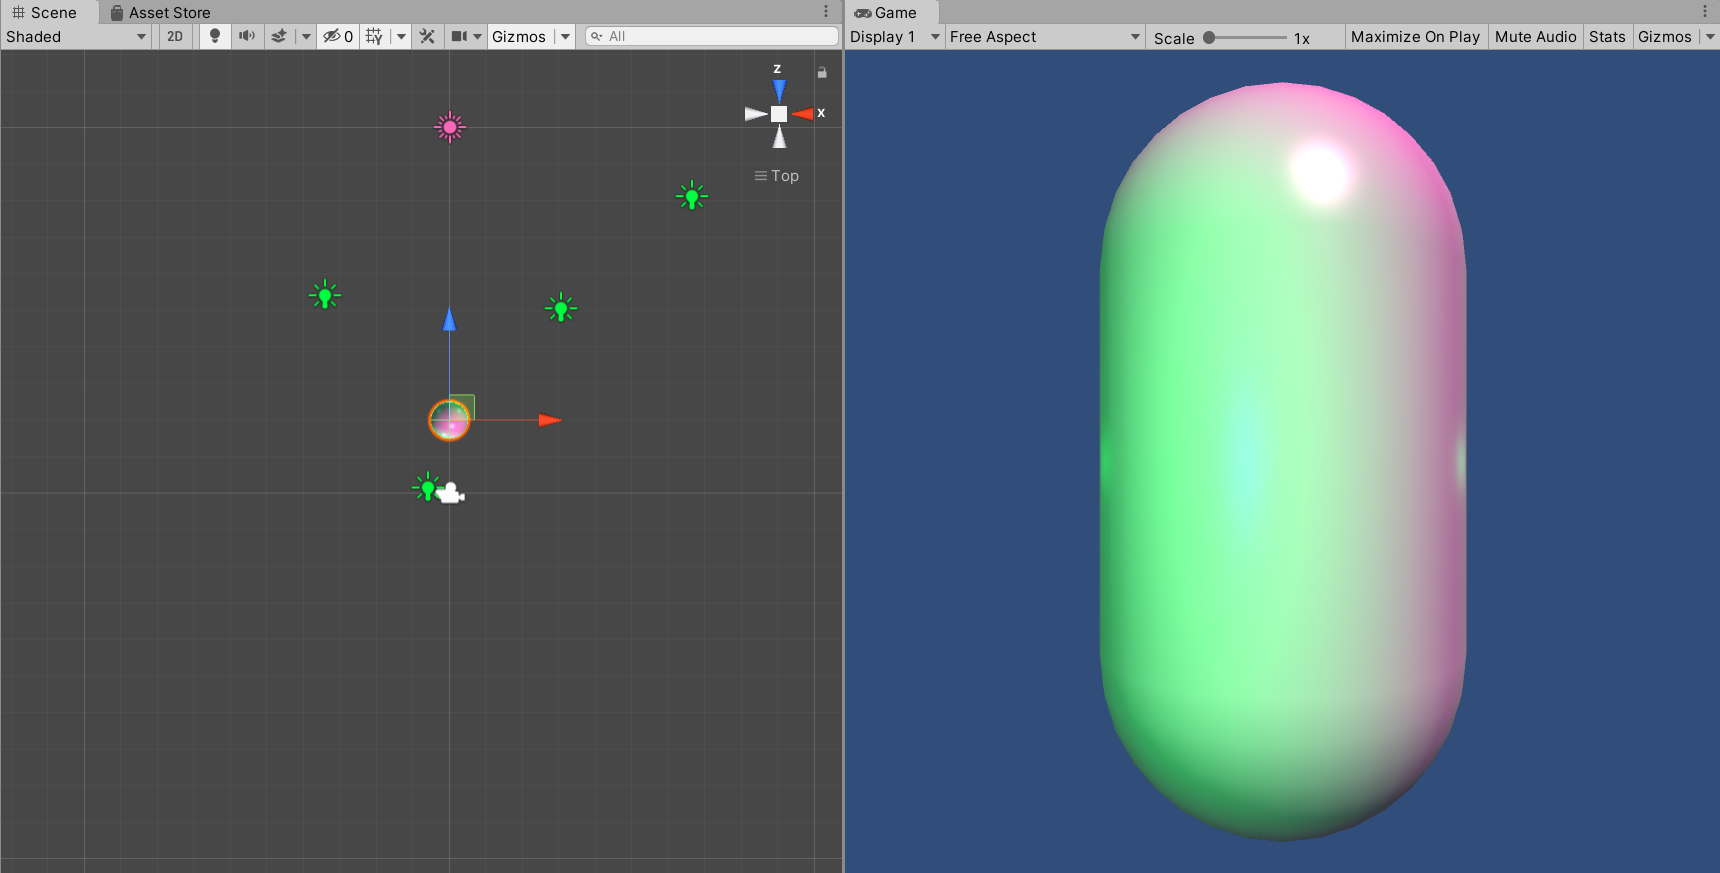 Scene
Asset Store
Shaded
2D
0
Gizmos
All
z
x
Top
Game
Display 1
Free Aspect
Scale
1x
Maximize On Play
Mute Audio
Stats
Gizmos